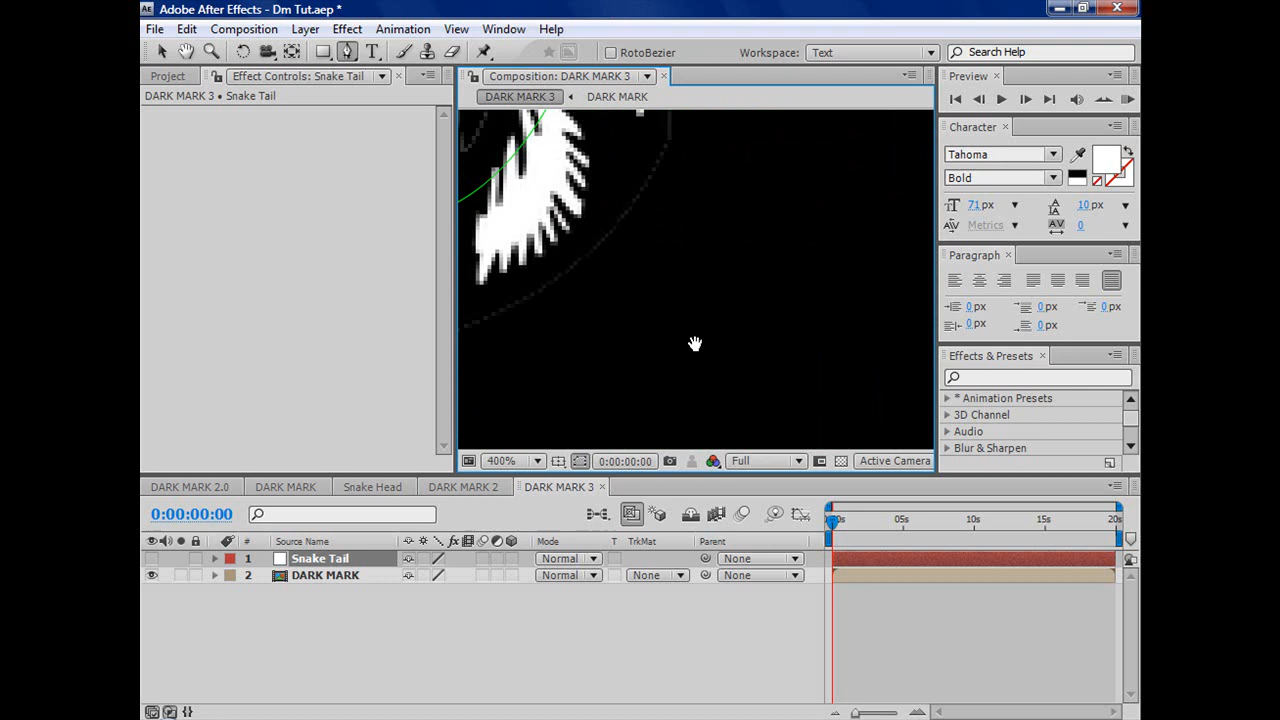 Adobe After Effects - Dm Tut.aep *
File Edit Composition Layer Effect Animation View Window Help
RotoBezier
Workspace: Text
Search Help
Project
Effect Controls: Snake Tail
DARK MARK 3 • Snake Tail
Composition: DARK MARK 3
DARK MARK 3
DARK MARK
Preview
Character
Tahoma
Bold
71 px
10 px
Metrics
0
Paragraph
0 px
0 px
0 px
0 px
0 px
Effects & Presets
* Animation Presets
3D Channel
Audio
Blur & Sharpen
400%
0:00:00:00
Full
Active Camera
DARK MARK 2.0
DARK MARK
Snake Head
DARK MARK 2
DARK MARK 3
0:00:00:00
05s
10s
15s
20s
# Source Name
Mode
T TrkMat
Parent
1 Snake Tail Normal None
2 DARK MARK Normal None None